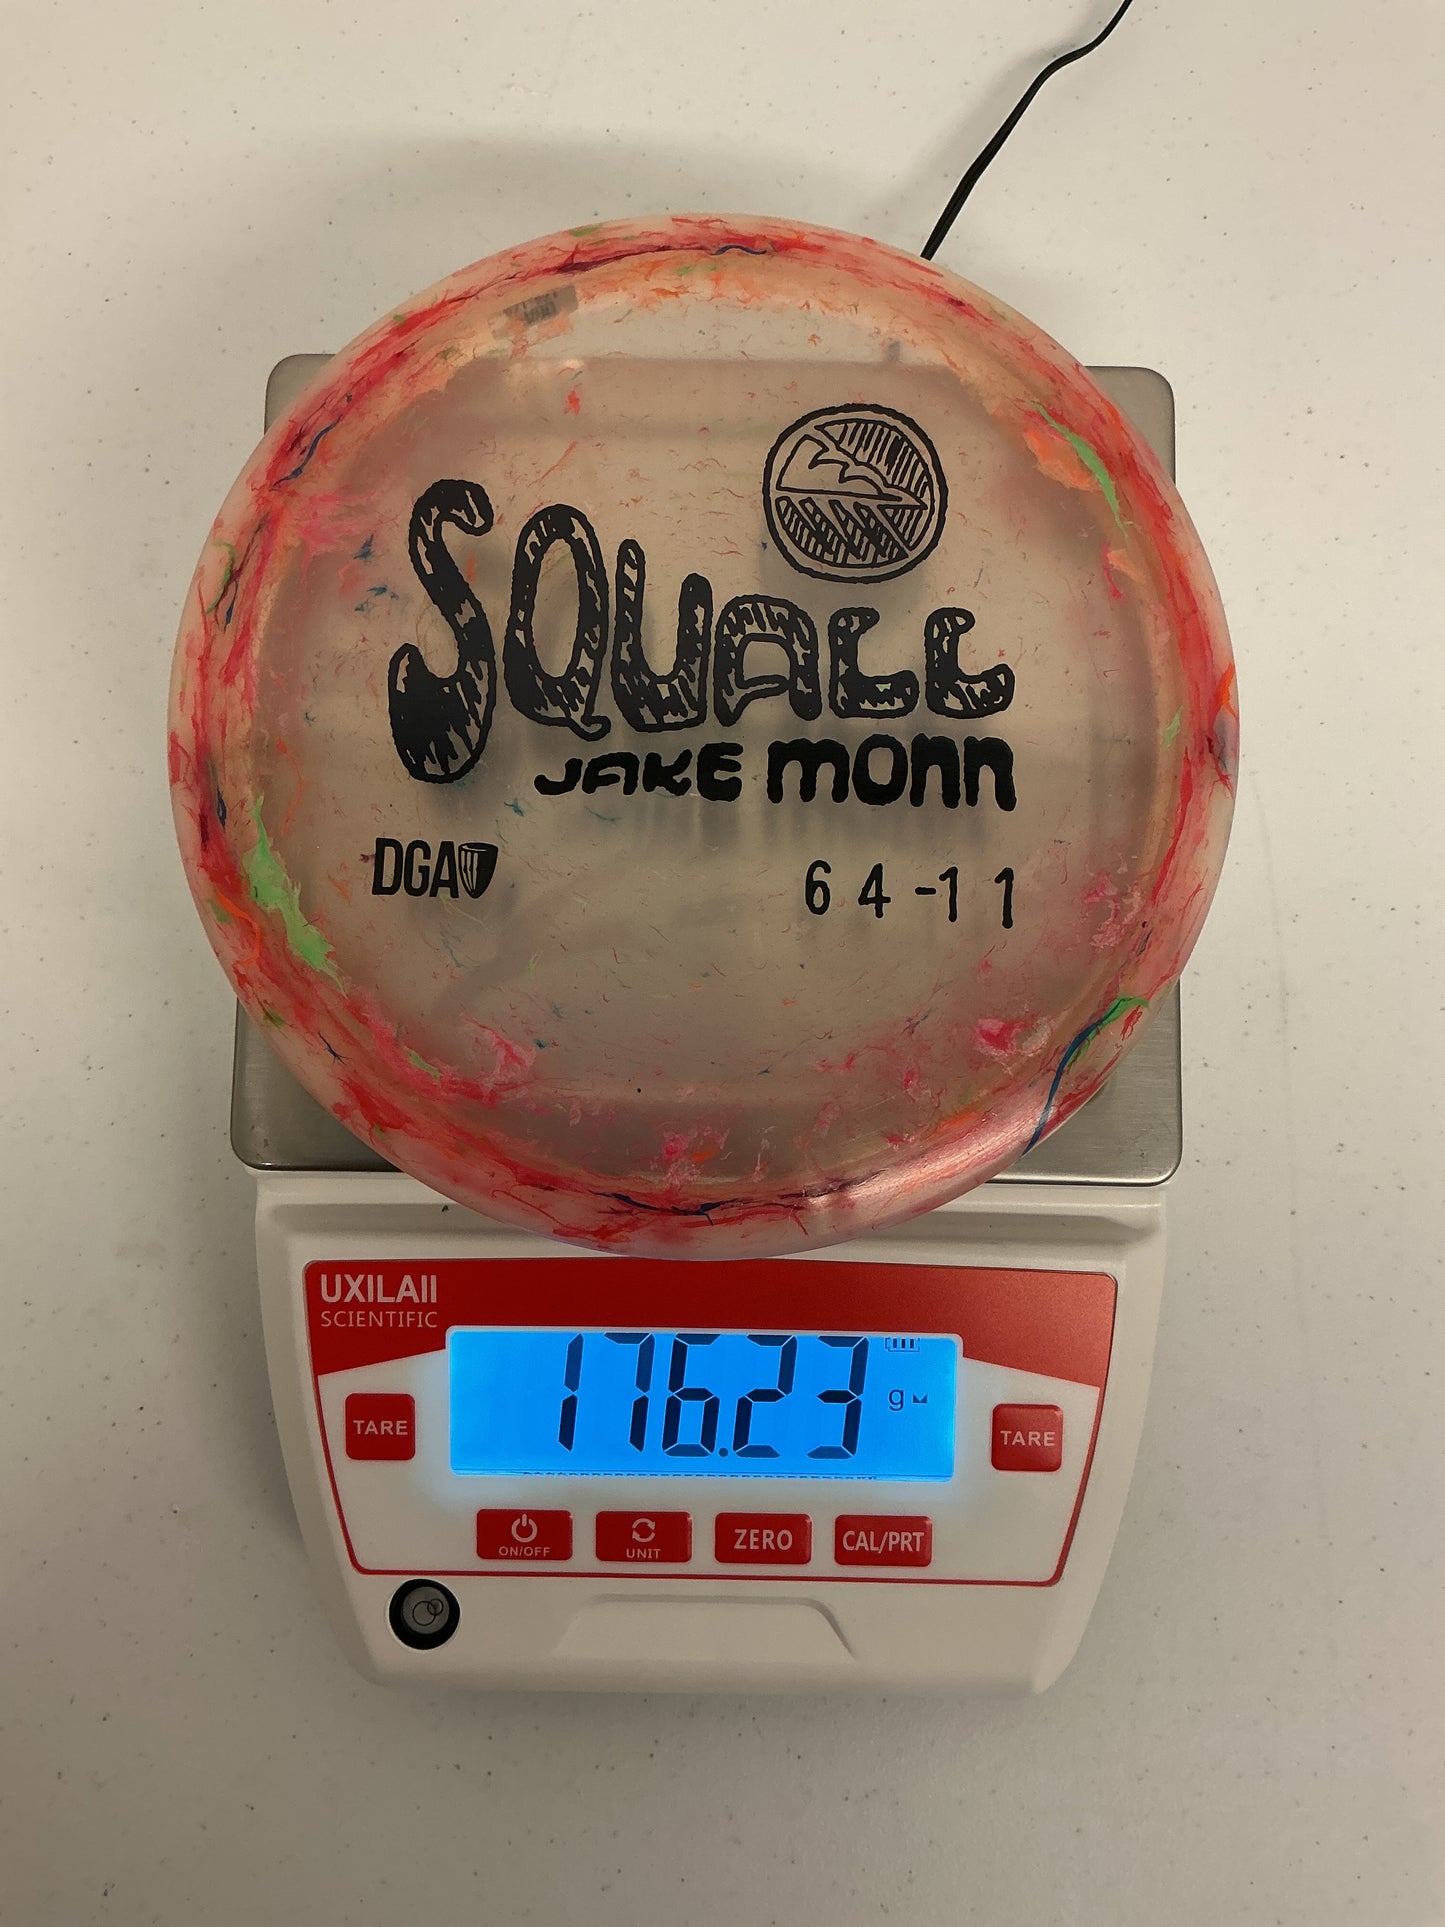 SQUALL
JAKE MONN
DGA
6 4 -1 1
UXILAII
SCIENTIFIC
176.23 g
TARE
TARE
ON/OFF
UNIT
ZERO
CAL/PRT